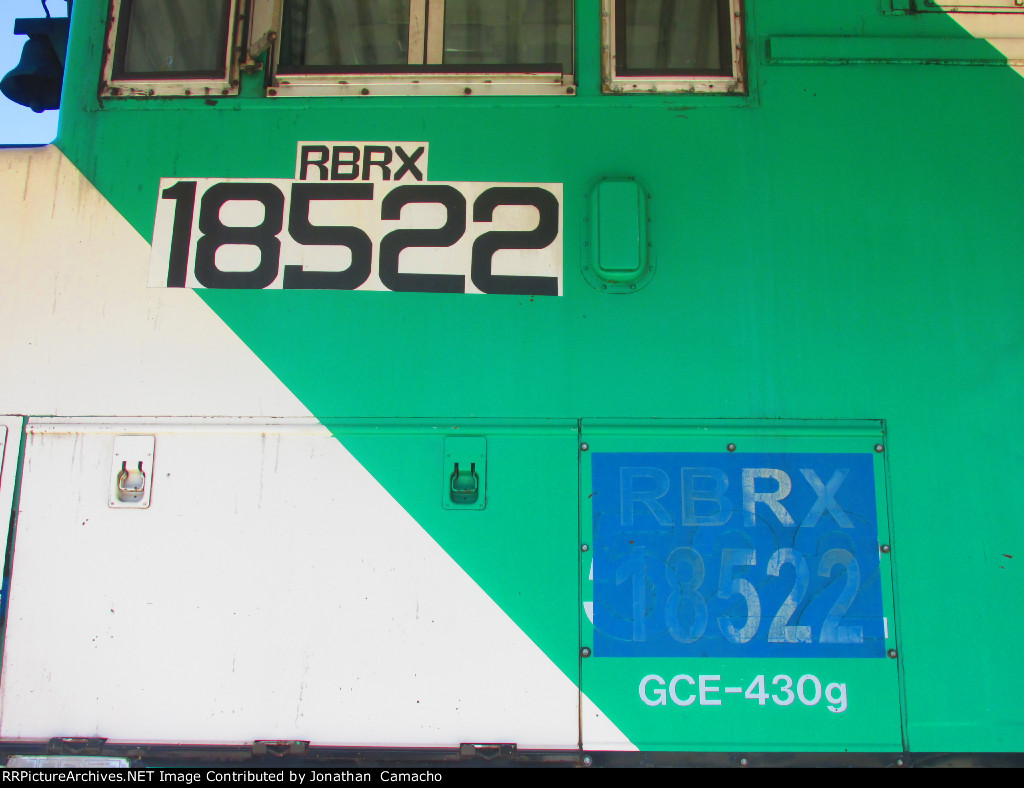 RBRX
18522
RBRX
18522
GCE-430g
RRPictureArchives.NET Image Contributed by Jonathan Camacho